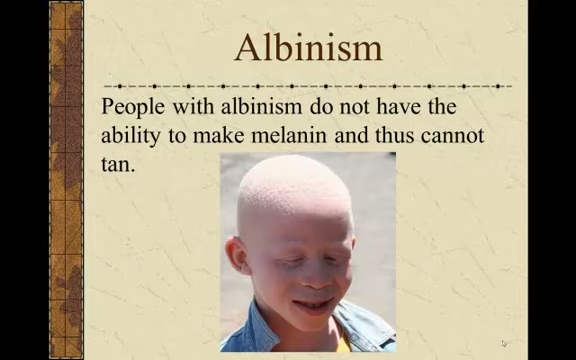 Albinism
People with albinism do not have the
ability to make melanin and thus cannot
tan.